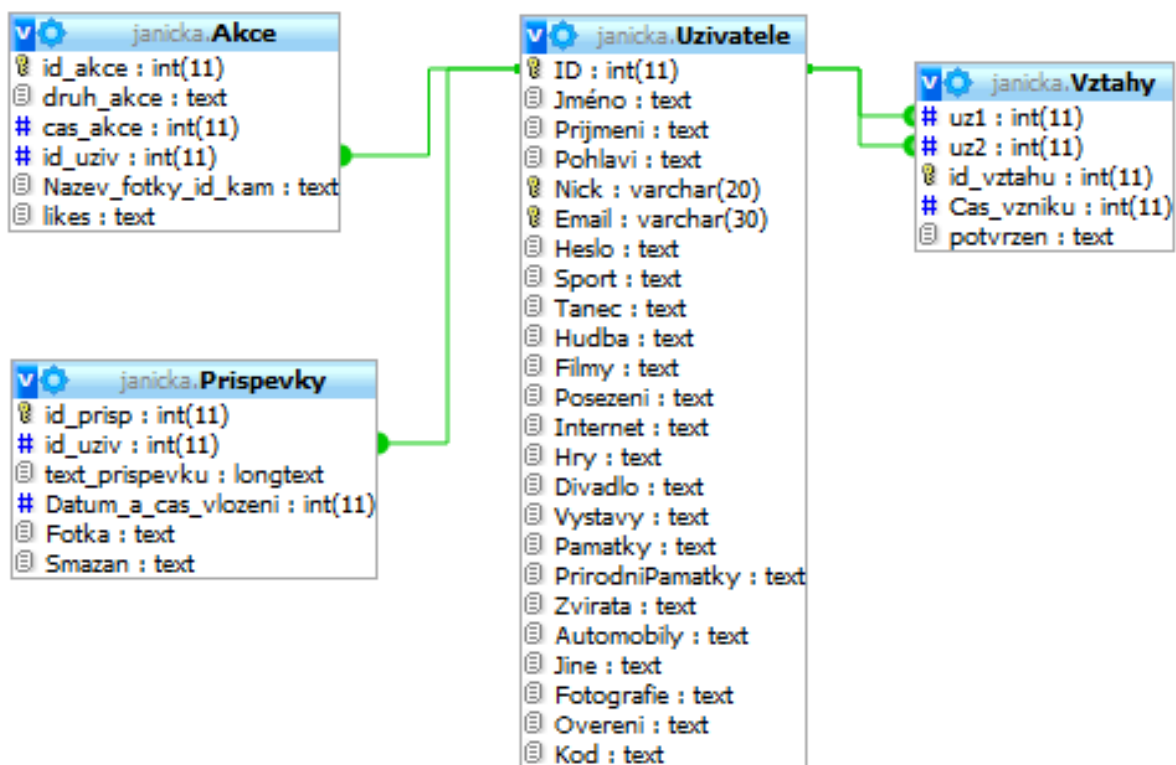 janicka.Akce
id_akce : int(11)
druh_akce : text
# cas_akce : int(11)
# id_uziv : int(11)
Nazev_fotky_id_kam : text
likes : text
janicka.Prispevky
id_prisp : int(11)
# id_uziv : int(11)
text_prispevku : longtext
# Datum_a_cas_vlozeni : int(11)
Fotka : text
Smazan : text
janicka.Uzivatele
ID : int(11)
Jméno : text
Prijmeni : text
Pohlavi : text
Nick : varchar(20)
Email : varchar(30)
Heslo : text
Sport : text
Tanec : text
Hudba : text
Filmy : text
Posezeni : text
Internet : text
Hry : text
Divadlo : text
Vystavy : text
Pamatky : text
PrirodniPamatky : text
Zvirata : text
Automobily : text
Jine : text
Fotografie : text
Overeni : text
Kod : text
janicka.Vztahy
# uz1 : int(11)
# uz2 : int(11)
id_vztahu : int(11)
# Cas_vzniku : int(11)
potvrzen : text